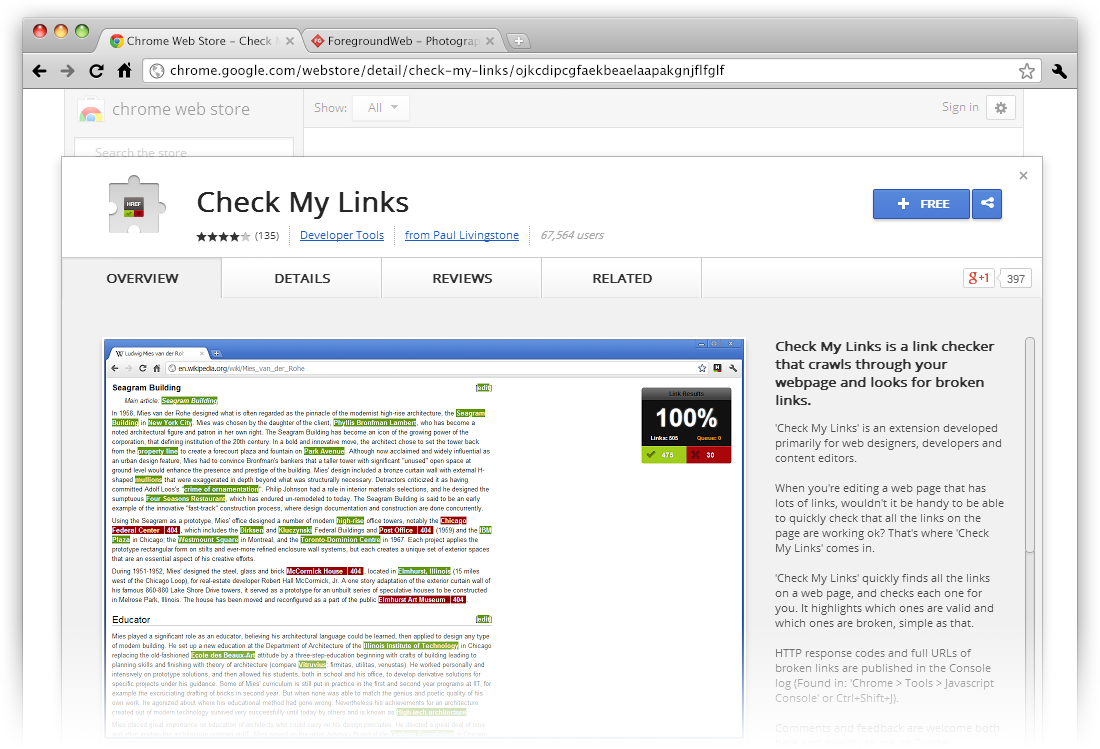 Chrome Web Store – Check
ForegroundWeb – Photograp
chrome.google.com/webstore/detail/check-my-links/ojkcdipcgfaekbeaelaapakgnjflfglf
chrome web store
Show:
All
Sign in
Search the store
HREF
Check My Links
FREE
(135)
Developer Tools
from Paul Livingstone
67,564 users
OVERVIEW
DETAILS
REVIEWS
RELATED
g+1
397
Ludwig Mies van der Roh
en.wikipedia.org/wiki/Mies_van_der_Rohe
Seagram Building
[edit]
Main article: Seagram Building
In 1958, Mies van der Rohe designed what is often regarded as the pinnacle of the modernist high-rise architecture, the Seagram
Building in New York City. Mies was chosen by the daughter of the client, Phyllis Bronfman Lambert, who has become a
noted architectural figure and patron in her own right. The Seagram Building has become an icon of the growing power of the
corporation, that defining institution of the 20th century. In a bold and innovative move, the architect chose to set the tower back
from the property line to create a forecourt plaza and fountain on Park Avenue. Although now acclaimed and widely influential as
an urban design feature, Mies had to convince Bronfman's bankers that a taller tower with significant "unused" open space at
ground level would enhance the presence and prestige of the building. Mies' design included a bronze curtain wall with external H-
shaped mullions that were exaggerated in depth beyond what was structurally necessary. Detractors criticized it as having
committed Adolf Loos's "crime of ornamentation". Philip Johnson had a role in interior materials selections, and he designed the
sumptuous Four Seasons Restaurant, which has endured un-remodeled to today. The Seagram Building is said to be an early
example of the innovative "fast-track" construction process, where design documentation and construction are done concurrently.
Using the Seagram as a prototype, Mies' office designed a number of modern high-rise office towers, notably the Chicago
Federal Center | 404, which includes the Dirksen and Kluczynski Federal Buildings and Post Office | 404 (1959) and the IBM
Plaza in Chicago, the Westmount Square in Montreal, and the Toronto-Dominion Centre in 1967. Each project applies the
prototype rectangular form on stilts and ever-more refined enclosure wall systems, but each creates a unique set of exterior spaces
that are an essential aspect of his creative efforts.
During 1951-1952, Mies' designed the steel, glass and brick McCormick House | 404, located in Elmhurst, Illinois (15 miles
west of the Chicago Loop), for real-estate developer Robert Hall McCormick, Jr. A one story adaptation of the exterior curtain wall of
his famous 860-880 Lake Shore Drive towers, it served as a prototype for an unbuilt series of speculative houses to be constructed
in Melrose Park, Illinois. The house has been moved and reconfigured as a part of the public Elmhurst Art Museum | 404.
Educator
[edit]
Mies played a significant role as an educator, believing his architectural language could be learned, then applied to design any type
of modern building. He set up a new education at the Department of Architecture of the Illinois Institute of Technology in Chicago
replacing the old-fashioned Ecole des Beaux-Art attitude by a three-step-education beginning with crafts of building leading to
planning skills and finishing with theory of architecture (compare Vitruvius: firmitas, utilitas, venustas). He worked personally and
intensively on prototype solutions, and then allowed his students, both in school and his office, to develop derivative solutions for
specific projects under his guidance. Some of Mies' curriculum is still put in practice in the first and second year programs at IIT, for
example the excruciating drafting of bricks in second year. But when none was able to match the genius and poetic quality of his
own work, he agonized about where his educational method had gone wrong. Nevertheless his achievements for an architecture
created out of modern technology survived very successfully until today by others and is known as High-tech architecture.
Mies placed great importance on education of architects who could carry on his design principles. He devoted a great deal of time
Link Results
100%
Links: 505
Queue: 0
475
30
Check My Links is a link checker
that crawls through your
webpage and looks for broken
links.
'Check My Links' is an extension developed
primarily for web designers, developers and
content editors.
When you're editing a web page that has
lots of links, wouldn't it be handy to be able
to quickly check that all the links on the
page are working ok? That's where 'Check
My Links' comes in.
'Check My Links' quickly finds all the links
on a web page, and checks each one for
you. It highlights which ones are valid and
which ones are broken, simple as that.
HTTP response codes and full URLs of
broken links are published in the Console
log (Found in: 'Chrome > Tools > Javascript
Console' or Ctrl+Shift+J).
Comments and feedback are welcome both